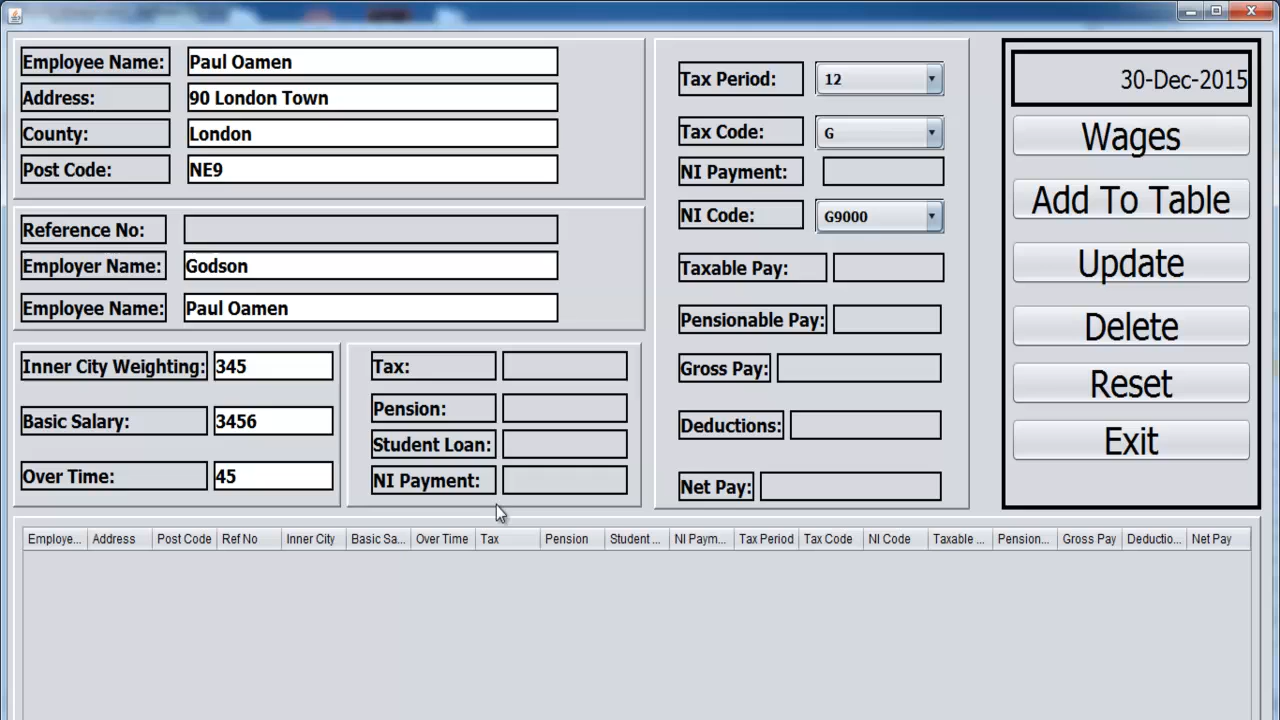 Employee Name: Paul Oamen
Address: 90 London Town
County: London
Post Code: NE9
Reference No:
Employer Name: Godson
Employee Name: Paul Oamen
Inner City Weighting: 345
Basic Salary: 3456
Over Time: 45
Tax:
Pension:
Student Loan:
NI Payment:
Tax Period: 12
Tax Code: G
NI Payment:
NI Code: G9000
Taxable Pay:
Pensionable Pay:
Gross Pay:
Deductions:
Net Pay:
30-Dec-2015
Wages
Add To Table
Update
Delete
Reset
Exit
Employe... Address Post Code Ref No Inner City Basic Sa... Over Time Tax Pension Student ... NI Paym... Tax Period Tax Code NI Code Taxable ... Pension... Gross Pay Deductio... Net Pay